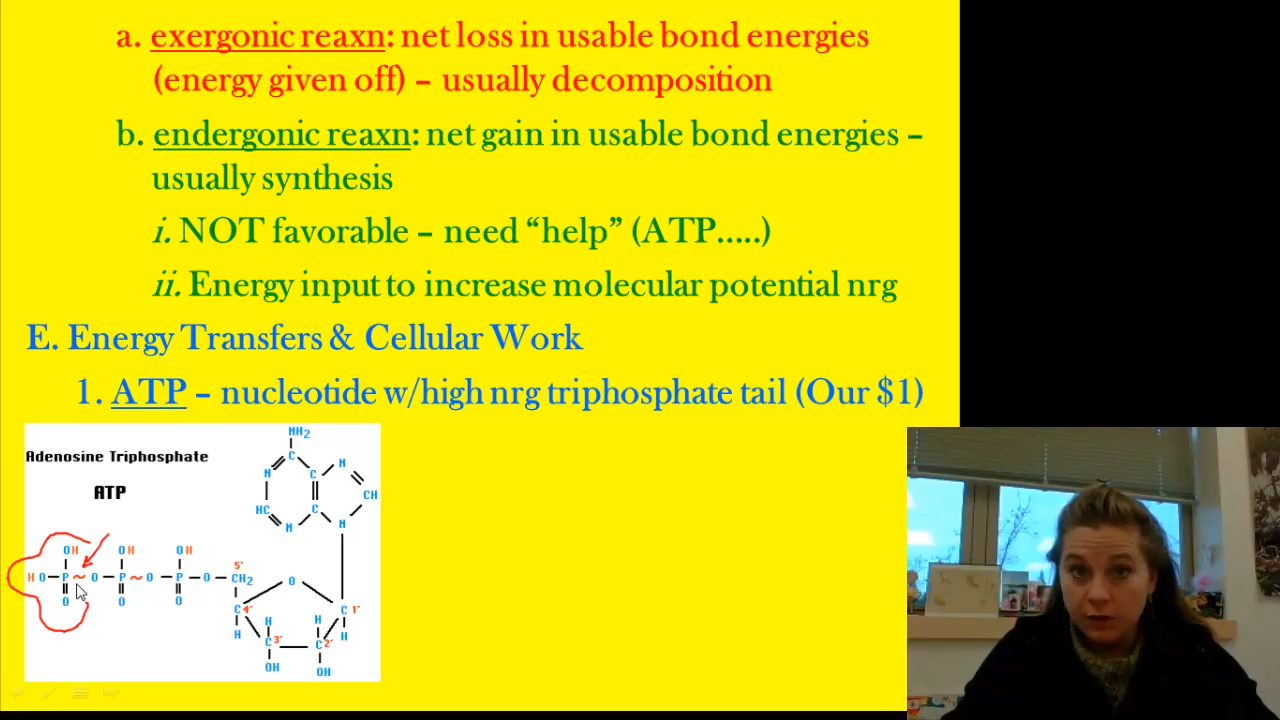 a. exergonic reaxn: net loss in usable bond energies
(energy given off) – usually decomposition
b. endergonic reaxn: net gain in usable bond energies –
usually synthesis
i. NOT favorable – need “help” (ATP.....)
ii. Energy input to increase molecular potential nrg
E. Energy Transfers & Cellular Work
1. ATP – nucleotide w/high nrg triphosphate tail (Our $1)
Adenosine Triphosphate
ATP
NH2
N C C N
HC N C N CH
OH OH OH
HO P ~ O P ~ O P O 5' CH2
O O O
O
C 4' C 1'
H H H H
C 3' C 2'
OH OH